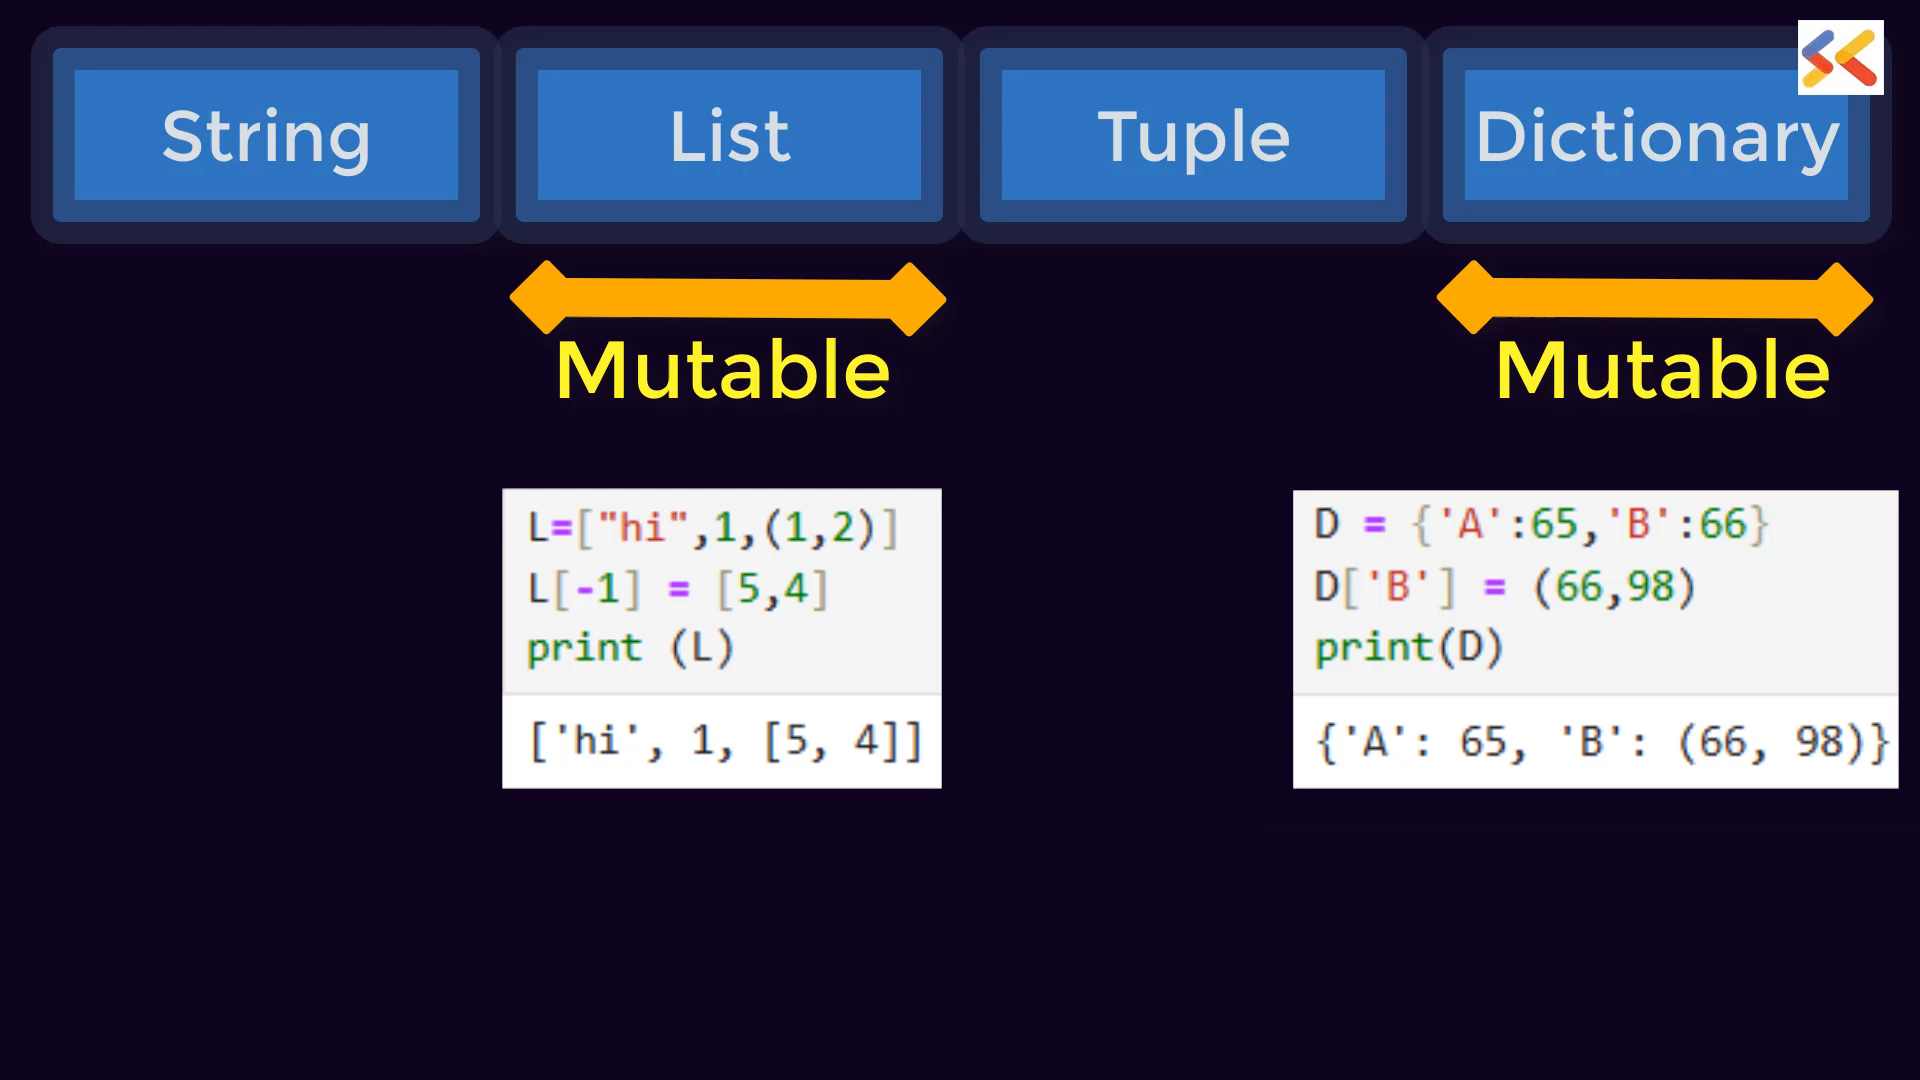 String
List
Tuple
Dictionary
Mutable
Mutable
L=["hi",1,(1,2)]
L[-1] = [5,4]
print (L)
['hi', 1, [5, 4]]
D = {'A':65,'B':66}
D['B'] = (66,98)
print(D)
{'A': 65, 'B': (66, 98)}